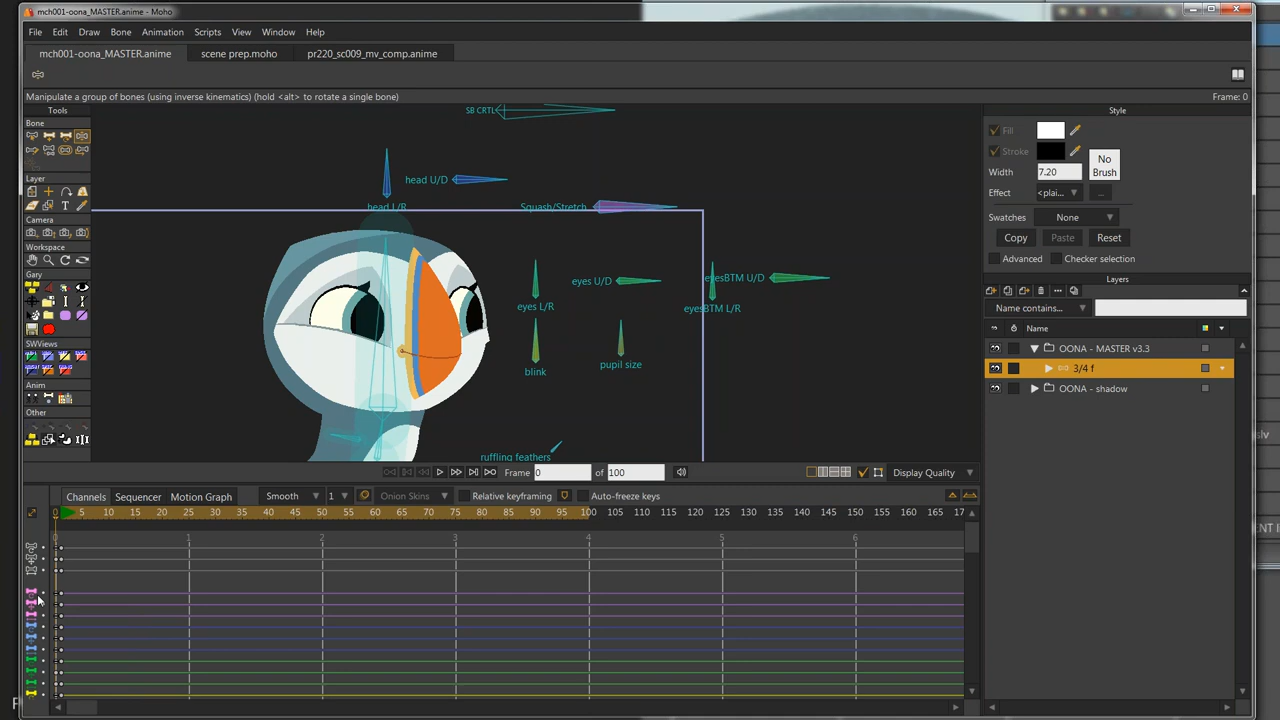 mch001-oona_MASTER.anime - Moho
File Edit Draw Bone Animation Scripts View Window Help
mch001-oona_MASTER.anime scene prep.moho pr220_sc009_mv_comp.anime
Manipulate a group of bones (using inverse kinematics) (hold <alt> to rotate a single bone) Frame: 0
Tools
Bone
Layer
Camera
Workspace
Gary
SWViews
Anim
Other
SB CRTL
head U/D
head L/R
Squash/Stretch
eyes U/D
eyesBTM U/D
eyes L/R
eyesBTM L/R
blink
pupil size
ruffling feathers
Style
Fill
Stroke
Width 7.20
No Brush
Effect <plai...
...
Swatches None
Copy Paste Reset
Advanced Checker selection
Layers
Name contains...
Name
OONA - MASTER v3.3
3/4 f
OONA - shadow
Frame 0 of 100 Display Quality
Channels Sequencer Motion Graph Smooth 1 Onion Skins Relative keyframing Auto-freeze keys
0 5 10 15 20 25 30 35 40 45 50 55 60 65 70 75 80 85 90 95 100 105 110 115 120 125 130 135 140 145 150 155 160 165 17
0 1 2 3 4 5 6